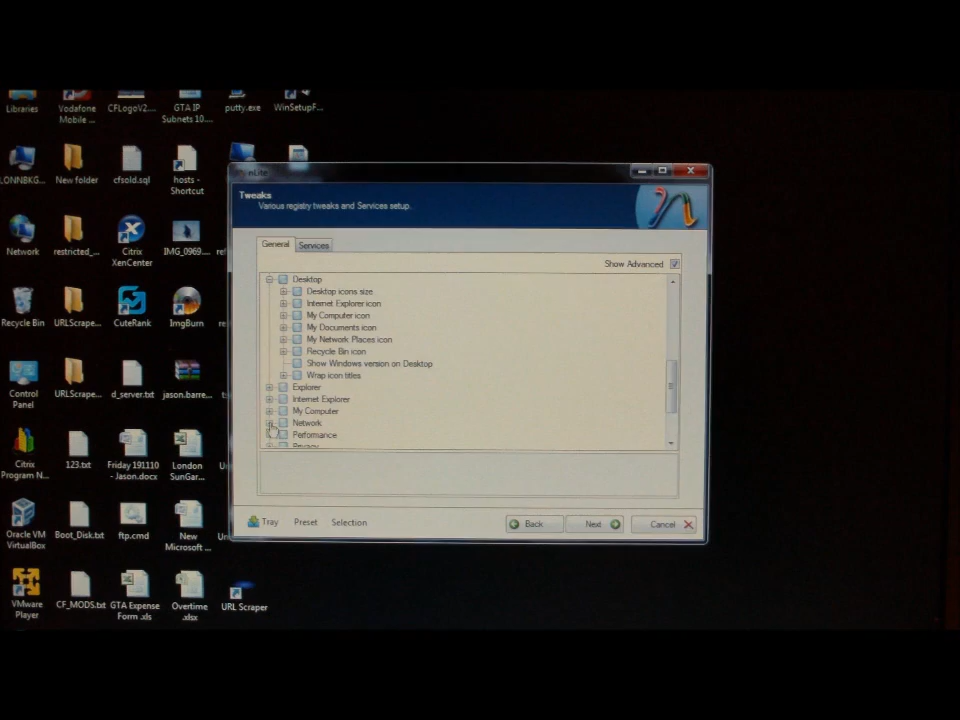 Libraries
Vodafone
Mobile ...
CFLogoV2....
GTA IP
Subnets 10....
putty.exe
WinSetupF...
New folder
cfsold.sql
hosts -
Shortcut
Network
restricted_...
Citrix
XenCenter
IMG_0969....
Recycle Bin
URLScrape...
CuteRank
ImgBurn
Control
Panel
URLScrape...
d_server.txt
jason.barre...
Citrix
Program N...
123.txt
Friday 191110
- Jason.docx
London
SunGar...
Oracle VM
VirtualBox
Boot_Disk.txt
ftp.cmd
New
Microsoft ...
VMware
Player
CF_MODS.txt
GTA Expense
Form .xls
Overtime
.xlsx
URL Scraper
nLite
Tweaks
Various registry tweaks and Services setup.
General
Services
Show Advanced
Desktop
Desktop icons size
Internet Explorer icon
My Computer icon
My Documents icon
My Network Places icon
Recycle Bin icon
Show Windows version on Desktop
Wrap icon titles
Explorer
Internet Explorer
My Computer
Network
Performance
Privacy
Tray
Preset
Selection
Back
Next
Cancel